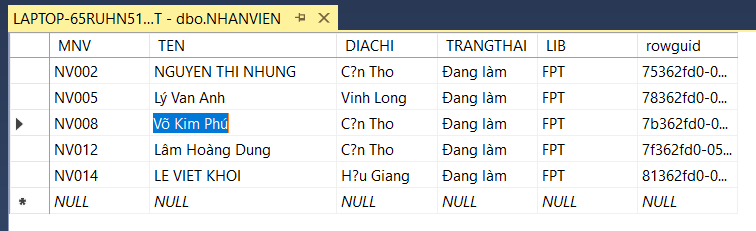 LAPTOP-65RUHN51...T - dbo.NHANVIEN
MNV TEN DIACHI TRANGTHAI LIB rowguid
NV002 NGUYEN THI NHUNG C?n Tho Đang làm FPT 75362fd0-0...
NV005 Lý Van Anh Vinh Long Đang làm FPT 78362fd0-0...
NV008 Võ Kim Phú C?n Tho Đang làm FPT 7b362fd0-0...
NV012 Lâm Hoàng Dung C?n Tho Đang làm FPT 7f362fd0-05...
NV014 LE VIET KHOI H?u Giang Đang làm FPT 81362fd0-0...
NULL NULL NULL NULL NULL NULL